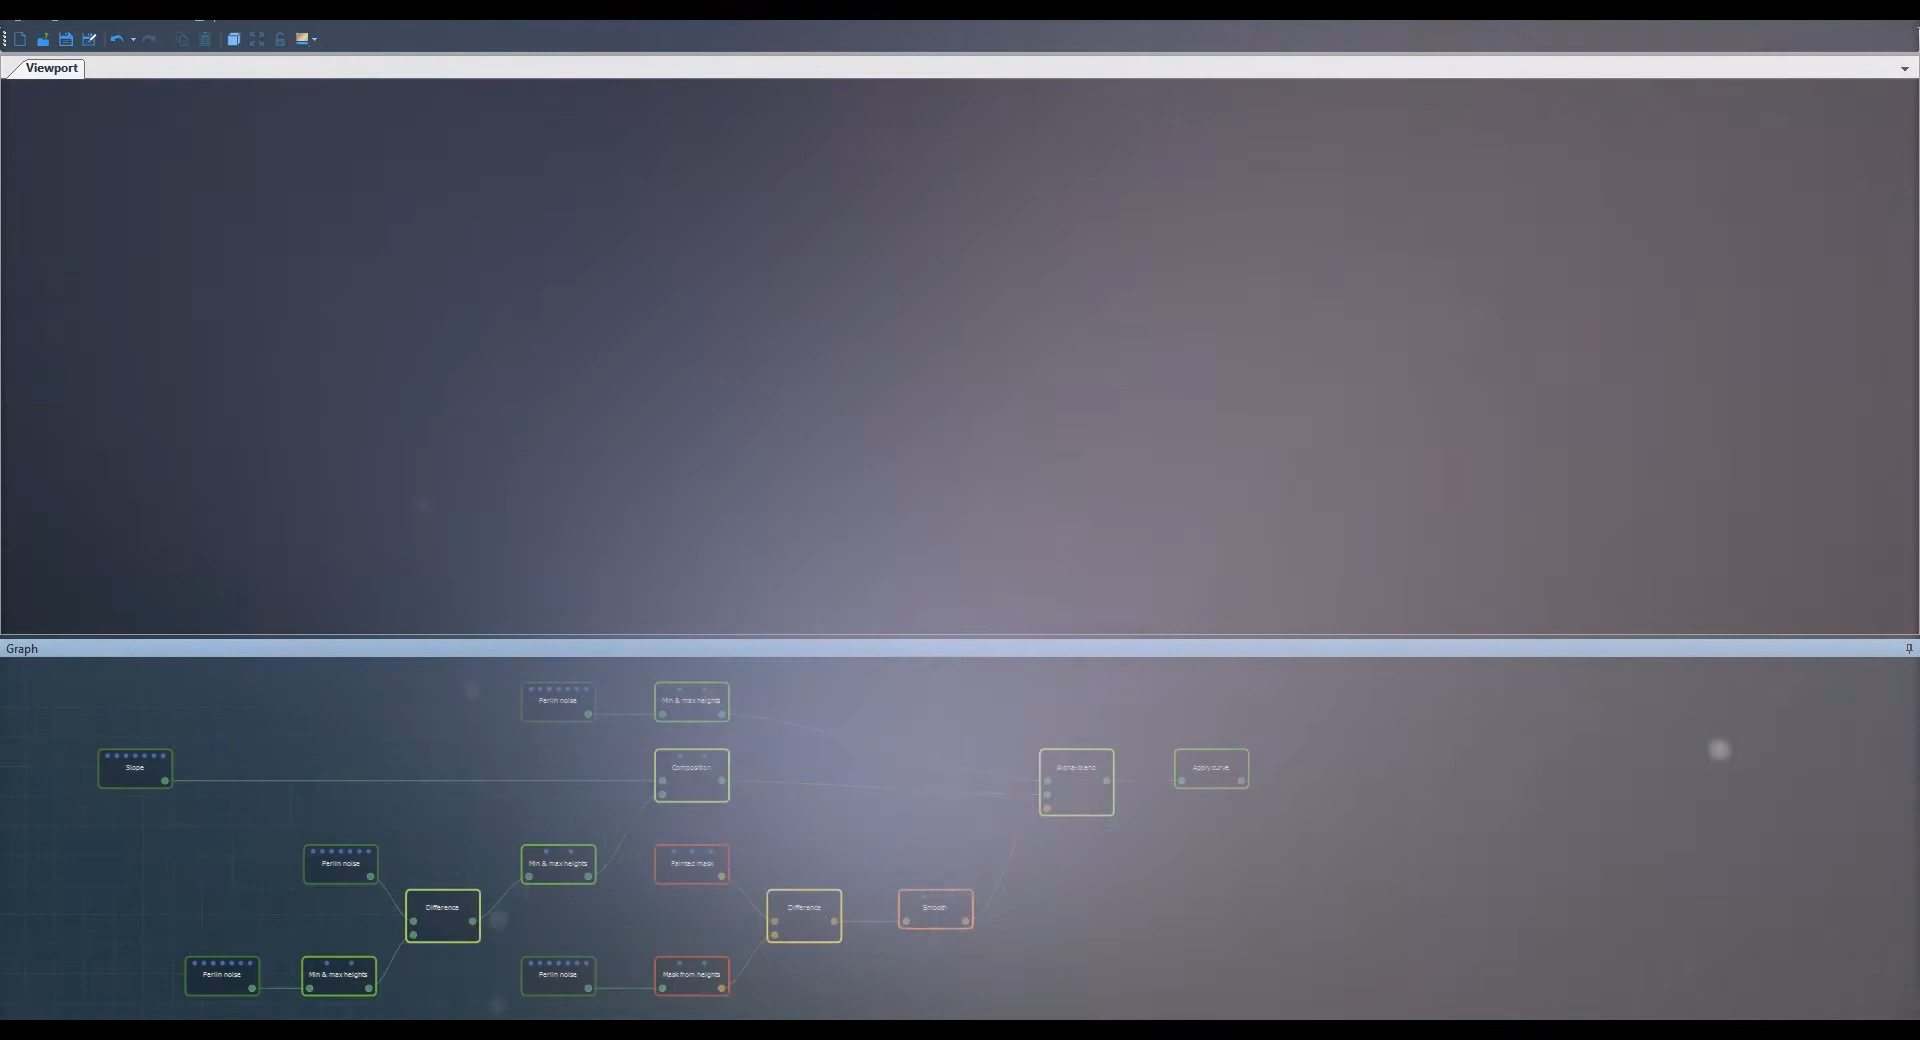 Viewport
Graph
Perlin noise
Min & max heights
Slope
Composition
Alpha blend
Apply curve
Perlin noise
Min & max heights
Painted mask
Difference
Difference
Smooth
Perlin noise
Min & max heights
Perlin noise
Mask from heights